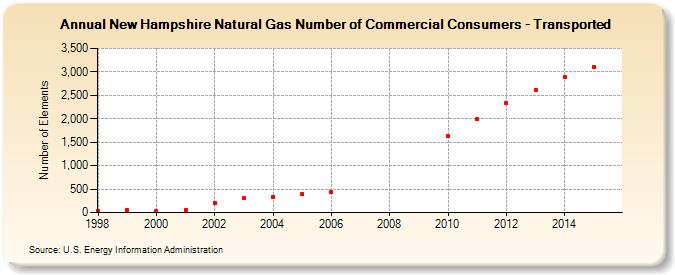 Annual New Hampshire Natural Gas Number of Commercial Consumers - Transported
Number of Elements
3,500
3,000
2,500
2,000
1,500
1,000
500
0
1998 2000 2002 2004 2006 2008 2010 2012 2014
Source: U.S. Energy Information Administration